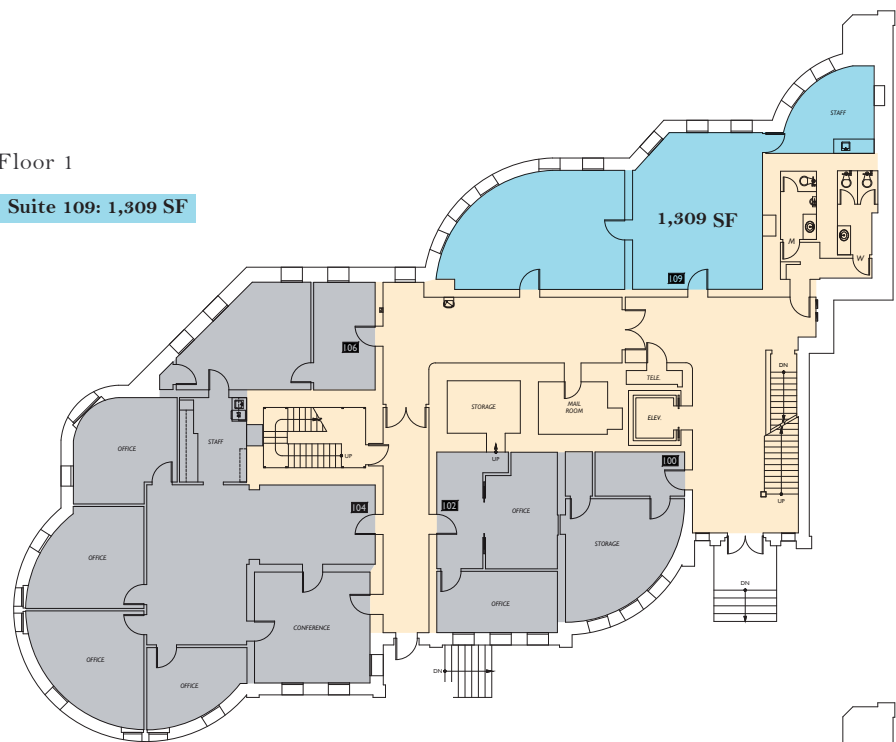 Floor 1
Suite 109: 1,309 SF
STAFF
1,309 SF
109
M
W
106
TELE.
DN
STORAGE
MAIL
ROOM
ELEV.
OFFICE
STAFF
UP
UP
100
UP
104
102
OFFICE
STORAGE
OFFICE
DN
OFFICE
CONFERENCE
OFFICE
OFFICE
DN